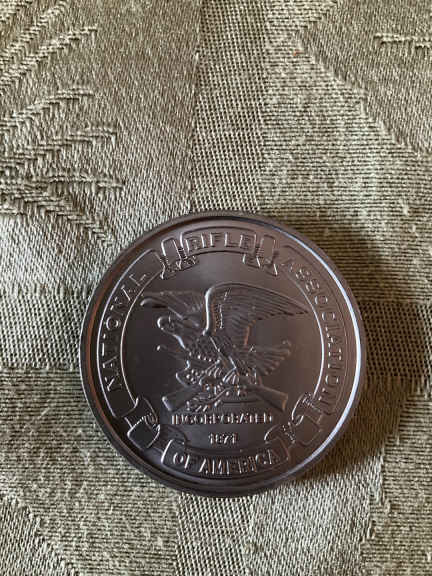 NATIONAL RIFLE ASSOCIATION
INCORPORATED
1871
OF AMERICA